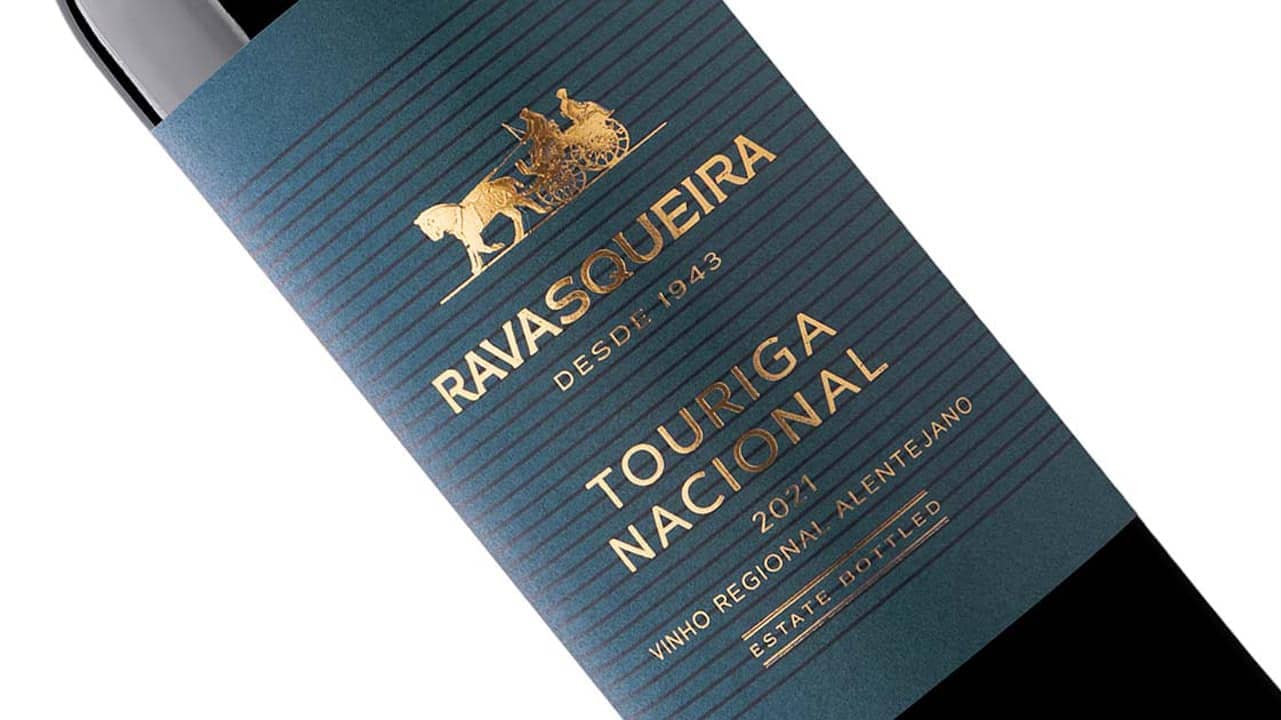 RAVASQUEIRA
DESDE 1943
TOURIGA
NACIONAL
2021
VINHO REGIONAL ALENTEJANO
ESTATE BOTTLED